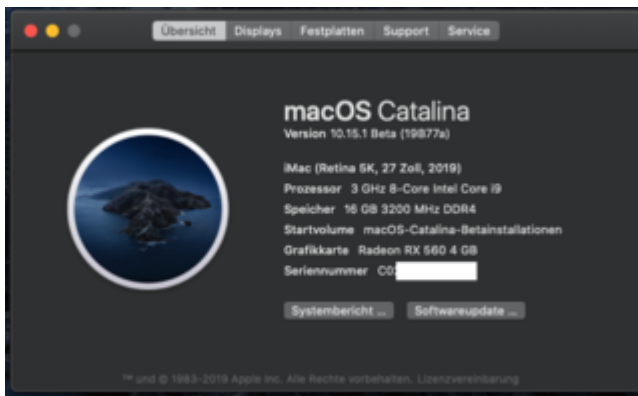 Übersicht Displays Festplatten Support Service
macOS Catalina
Version 10.15.1 Beta (19B77a)
iMac (Retina 5K, 27 Zoll, 2019)
Prozessor 3 GHz 8-Core Intel Core i9
Speicher 16 GB 3200 MHz DDR4
Startvolume macOS-Catalina-Betainstallationen
Grafikkarte Radeon RX 560 4 GB
Seriennummer C0
Systembericht ... Softwareupdate ...
™ und © 1983-2019 Apple Inc. Alle Rechte vorbehalten. Lizenzvereinbarung